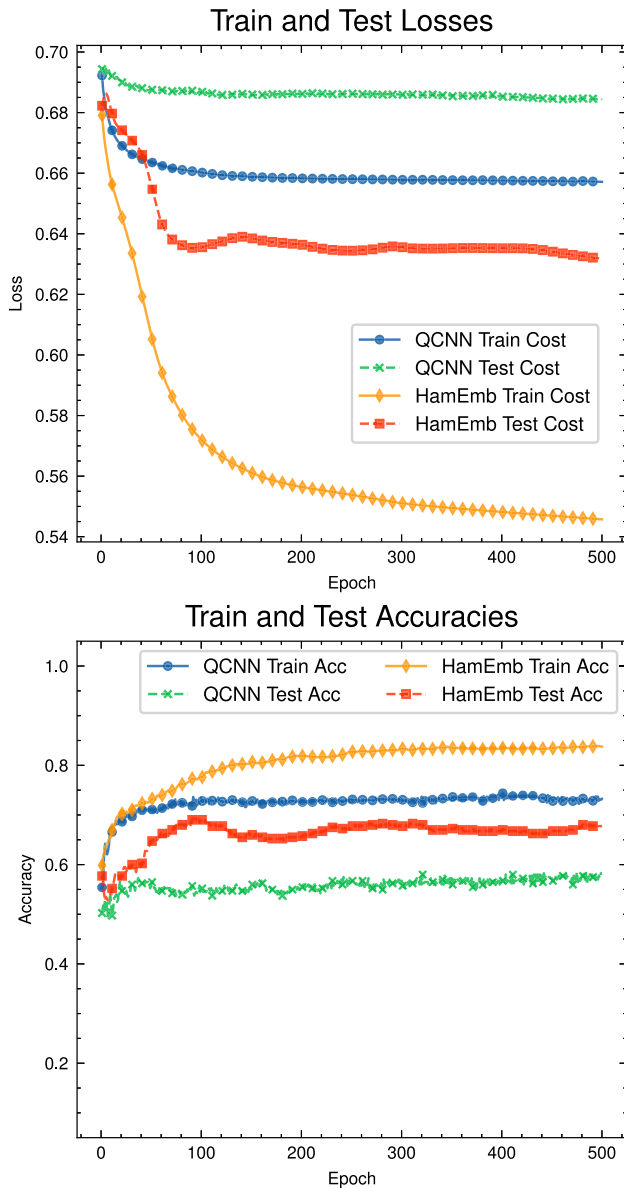 Train and Test Losses
0.70
0.68
0.66
0.64
0.62
0.60
0.58
0.56
0.54
Loss
QCNN Train Cost
QCNN Test Cost
HamEmb Train Cost
HamEmb Test Cost
0 100 200 300 400 500
Epoch
Train and Test Accuracies
1.0
0.8
0.6
0.4
0.2
Accuracy
QCNN Train Acc HamEmb Train Acc
QCNN Test Acc HamEmb Test Acc
0 100 200 300 400 500
Epoch